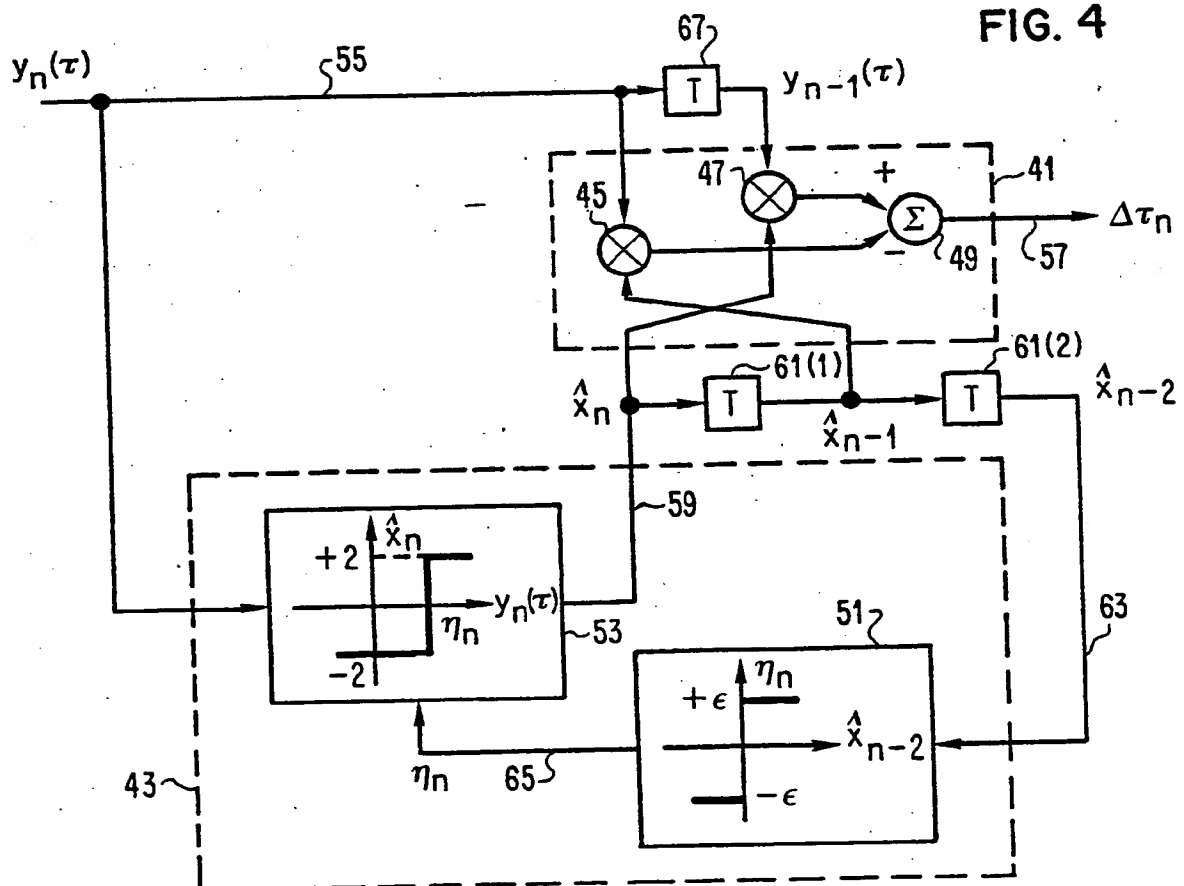 FIG. 4
67
yₙ(τ)
55
T
yₙ₋₁(τ)
47
+
41
45
Σ
Δτₙ
−
49
57
61(1)
61(2)
x̂ₙ
T
x̂ₙ₋₁
T
x̂ₙ₋₂
59
x̂ₙ
+2
yₙ(τ)
ηₙ
53
−2
51
63
ηₙ
+ϵ
x̂ₙ₋₂
−ϵ
ηₙ
65
43